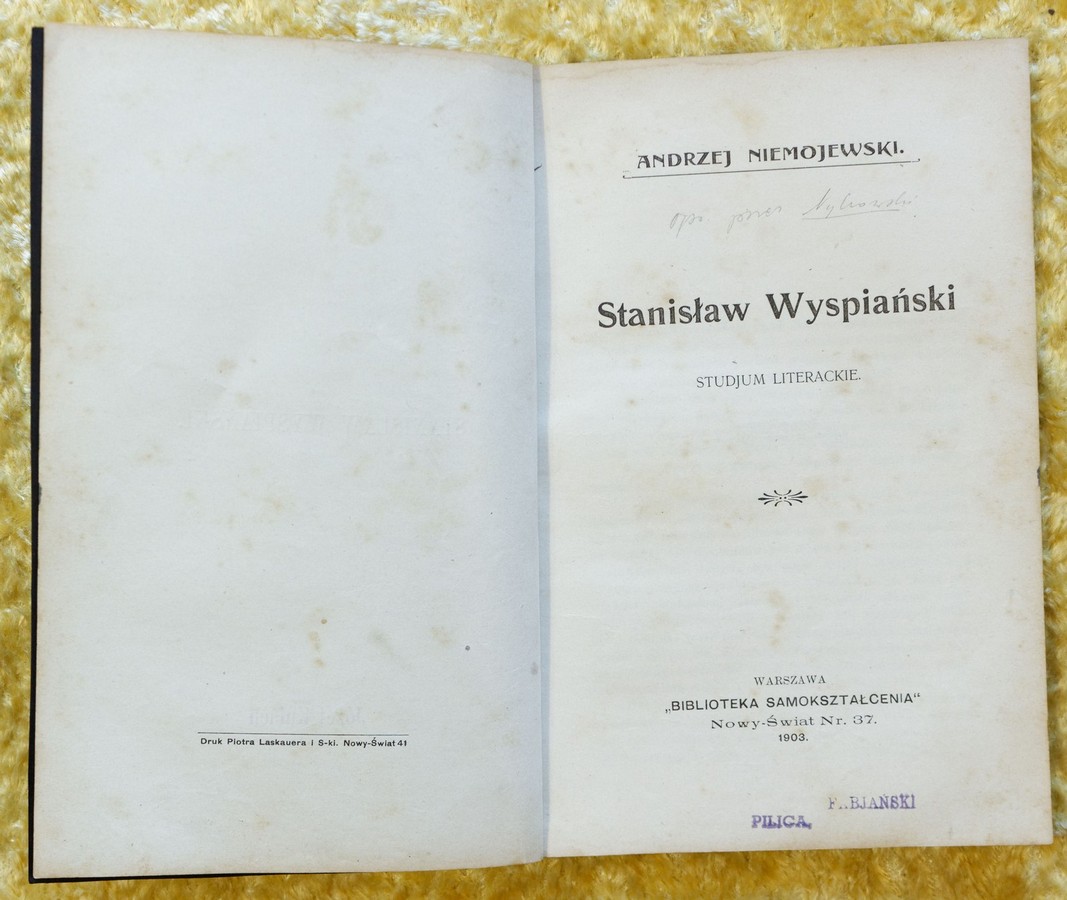 Druk Piotra Laskauera i S-ki. Nowy-Świat 41
ANDRZEJ NIEMOJEWSKI.
Stanisław Wyspiański
STUDJUM LITERACKIE.
WARSZAWA
„BIBLIOTEKA SAMOKSZTAŁCENIA“
Nowy-Świat Nr. 37.
1903.
PILICA,